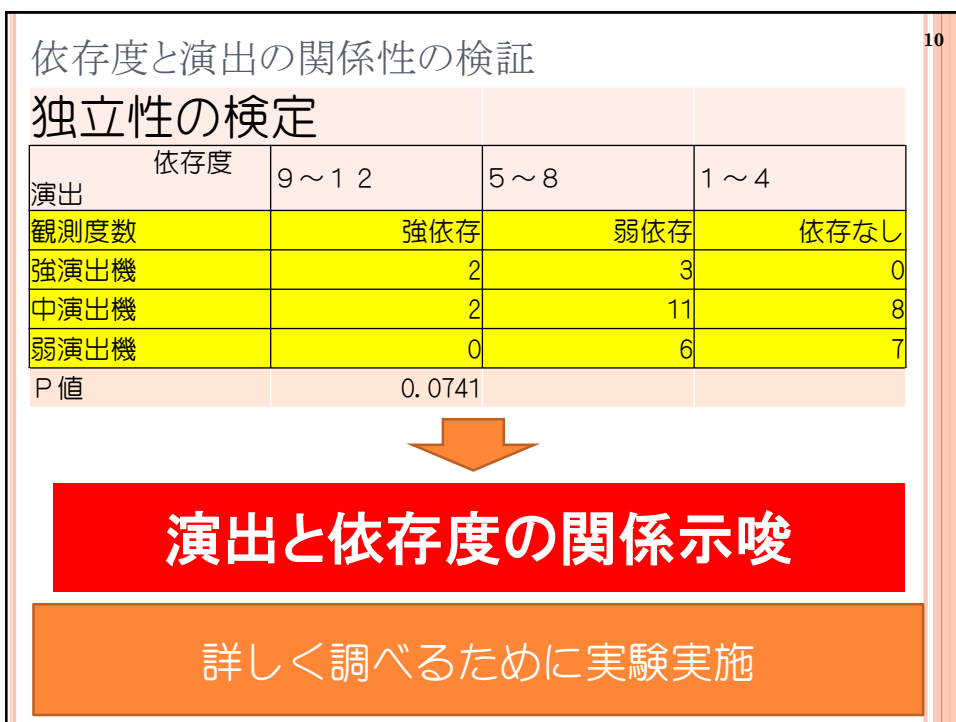 10
依存度と演出の関係性の検証
独立性の検定
依存度
演出 9～12 5～8 1～4
観測度数 強依存 弱依存 依存なし
強演出機 2 3 0
中演出機 2 11 8
弱演出機 0 6 7
P値 0.0741
演出と依存度の関係示唆
詳しく調べるために実験実施